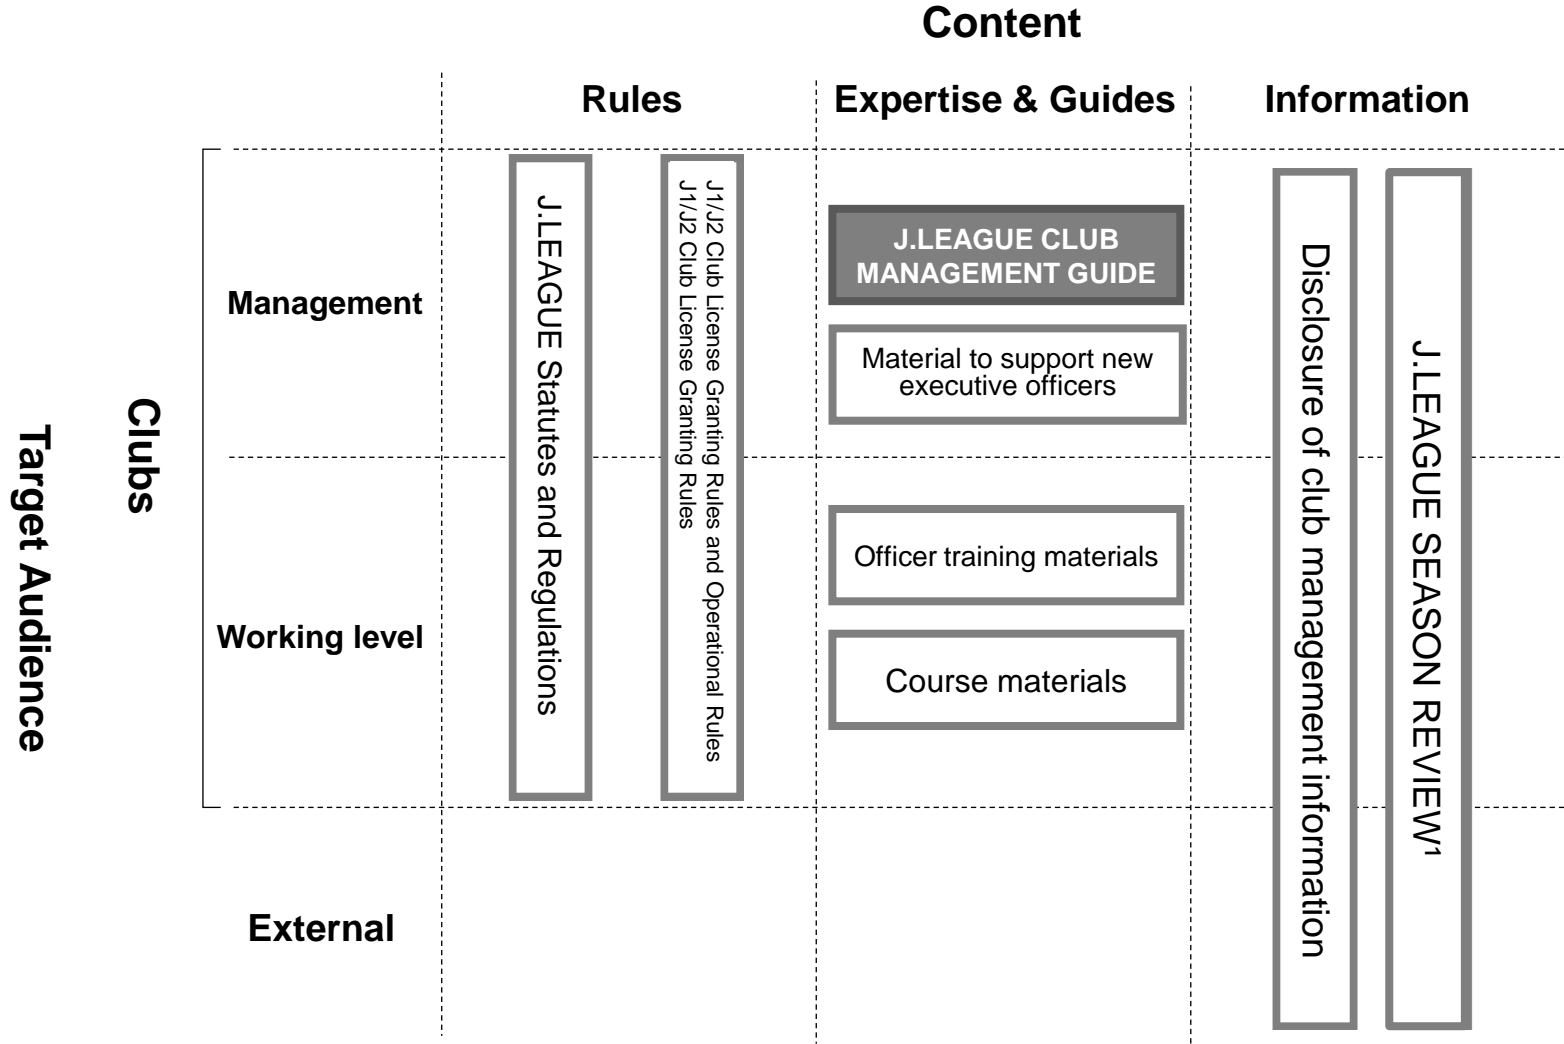 Content
Rules
Expertise & Guides
Information
Target Audience
Clubs
Management
Working level
External
J.LEAGUE Statutes and Regulations
J1/J2 Club License Granting Rules and Operational Rules
J1/J2 Club License Granting Rules
J.LEAGUE CLUB
MANAGEMENT GUIDE
Material to support new
executive officers
Officer training materials
Course materials
Disclosure of club management information
J.LEAGUE SEASON REVIEW¹